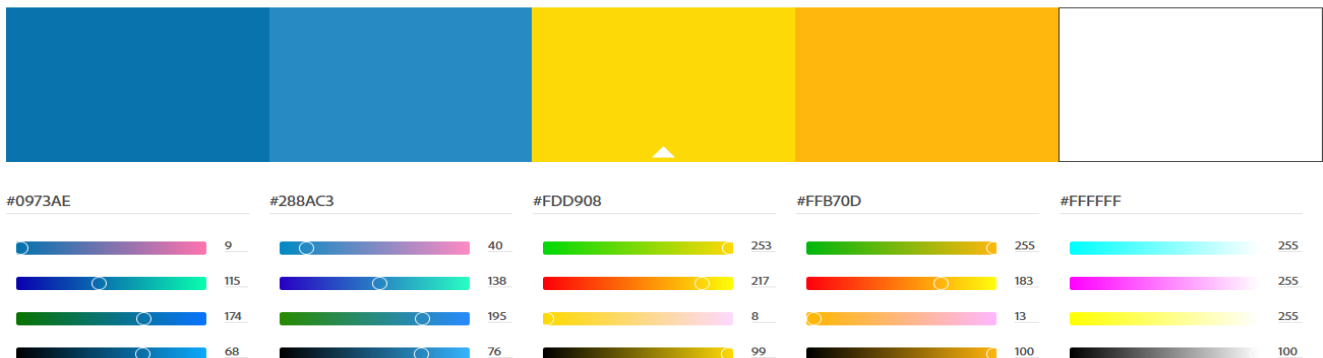 #0973AE #288AC3 #FDD908 #FFB70D #FFFFFF
9 40 253 255 255
115 138 217 183 255
174 195 8 13 255
68 76 99 100 100